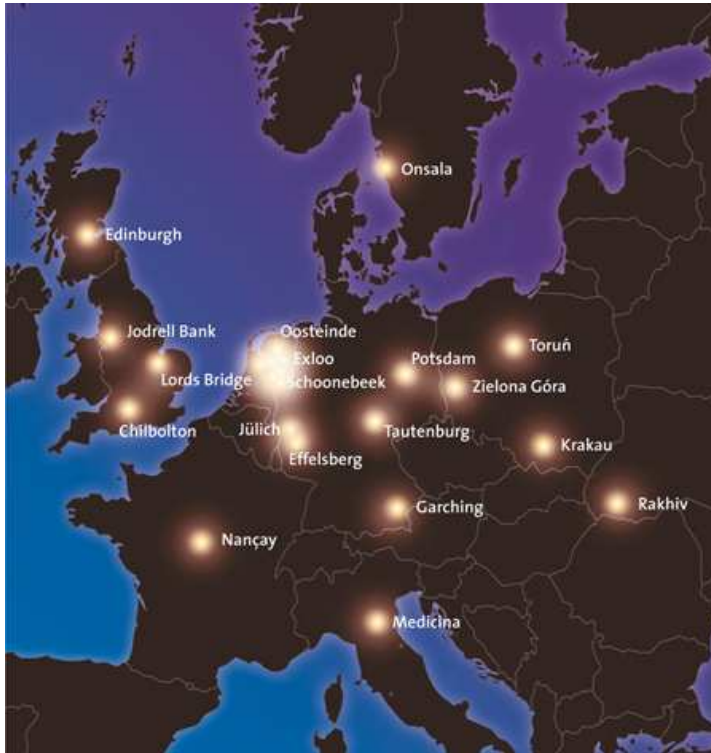 Onsala
Edinburgh
Jodrell Bank
Oosteinde
Toruń
Exloo
Potsdam
Lords Bridge
Schoonebeek
Zielona Góra
Chilbolton
Jülich
Tautenburg
Effelsberg
Krakau
Garching
Rakhiv
Nançay
Medicina